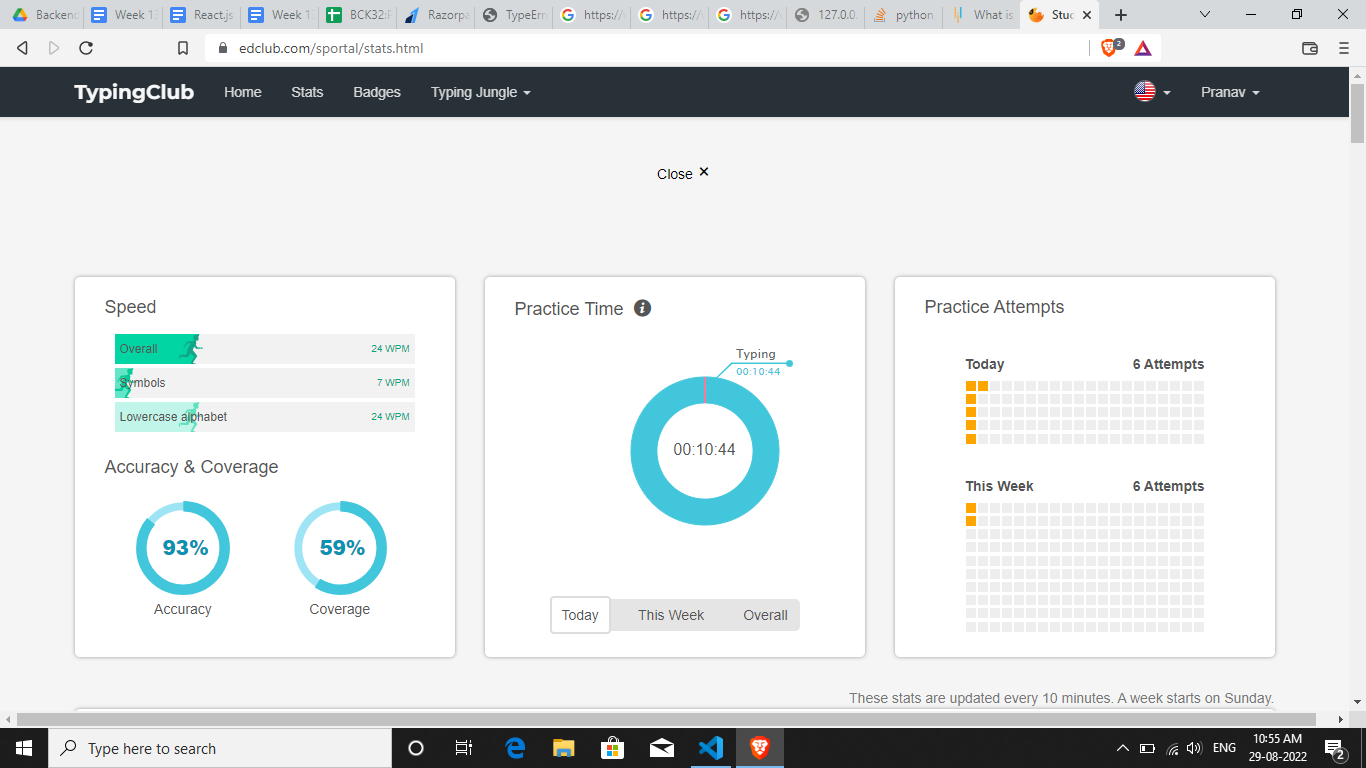 Backend
Week 13
React.js
Week 1
BCK32:F
Razorpa
TypeErr
https://
https://
https://
127.0.0.
python
What is
Stuc
edclub.com/sportal/stats.html
2
TypingClub
Home
Stats
Badges
Typing Jungle
Pranav
Close ×
Speed
Overall 24 WPM
Symbols 7 WPM
Lowercase alphabet 24 WPM
Accuracy & Coverage
93%
59%
Accuracy
Coverage
Practice Time
Typing
00:10:44
00:10:44
Today
This Week
Overall
Practice Attempts
Today 6 Attempts
This Week 6 Attempts
These stats are updated every 10 minutes. A week starts on Sunday.
Type here to search
ENG
10:55 AM
29-08-2022
2